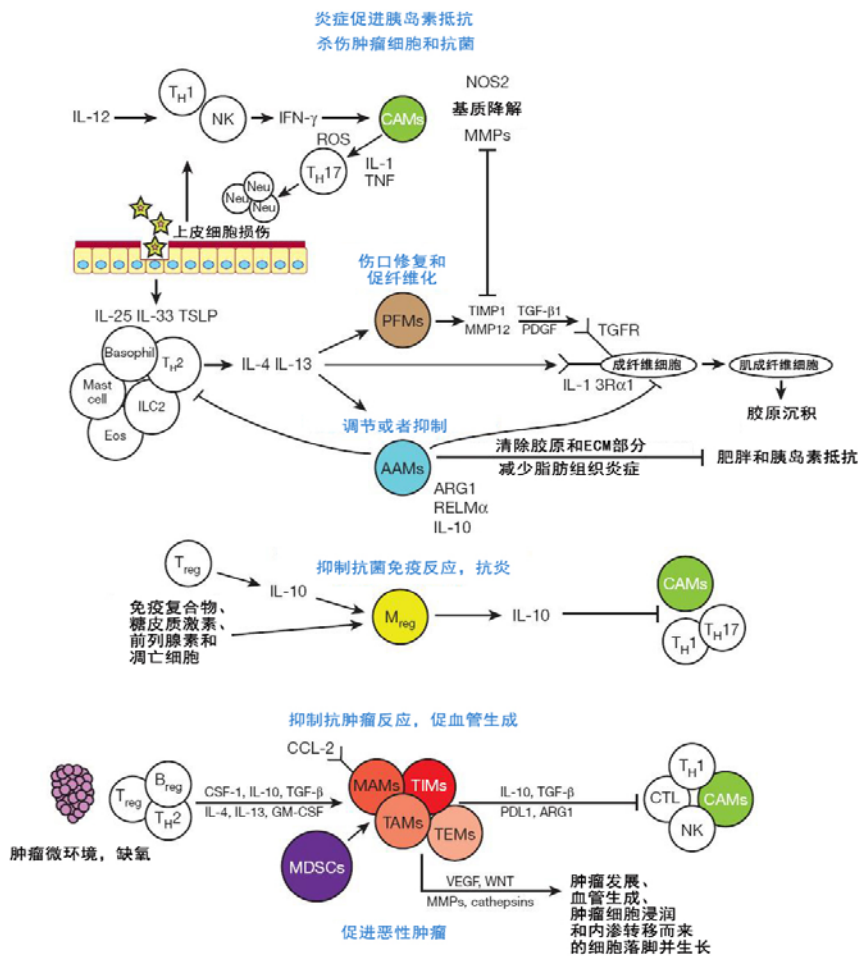 炎症促进胰岛素抵抗
杀伤肿瘤细胞和抗菌
IL-12
TH1
NK
IFN-γ
CAMs
NOS2
基质降解
MMPs
ROS
TH17
IL-1
TNF
Neu
Neu
Neu
上皮细胞损伤
IL-25 IL-33 TSLP
伤口修复和
促纤维化
PFMs
TIMP1
MMP12
TGF-β1
PDGF
TGFR
Basophil
TH2
Mast
cell
ILC2
Eos
IL-4 IL-13
IL-1 3Rα1
成纤维细胞
肌成纤维细胞
胶原沉积
调节或者抑制
AAMs
清除胶原和ECM部分
减少脂肪组织炎症
肥胖和胰岛素抵抗
ARG1
RELMα
IL-10
Treg
IL-10
抑制抗菌免疫反应，抗炎
免疫复合物、
糖皮质激素、
前列腺素和
凋亡细胞
Mreg
IL-10
CAMs
TH1
TH17
抑制抗肿瘤反应，促血管生成
CCL-2
Treg
Breg
TH2
CSF-1, IL-10, TGF-β
IL-4, IL-13, GM-CSF
MAMs
TIMs
TAMs
TEMs
MDSCs
IL-10, TGF-β
PDL1, ARG1
TH1
CTL
CAMs
NK
肿瘤微环境，缺氧
VEGF, WNT
MMPs, cathepsins
肿瘤发展、
血管生成、
肿瘤细胞浸润
和内渗转移而来
的细胞落脚并生长
促进恶性肿瘤